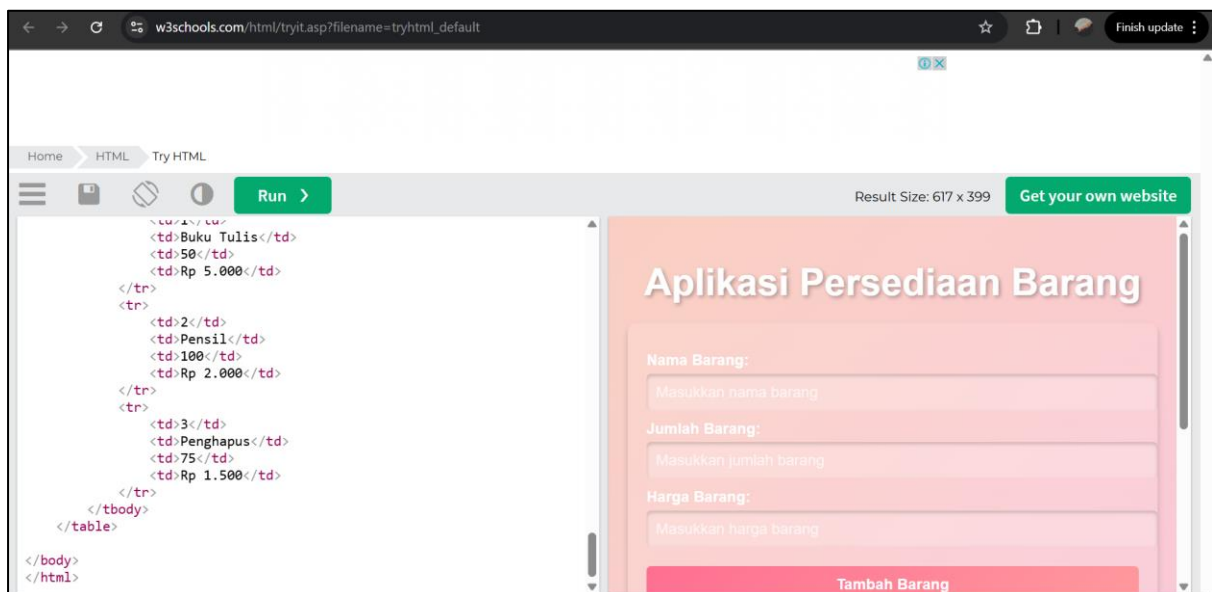 w3schools.com/html/tryit.asp?filename=tryhtml_default
Finish update
Home HTML Try HTML
Run ❯
Result Size: 617 x 399
Get your own website
<td>1</td>
<td>Buku Tulis</td>
<td>50</td>
<td>Rp 5.000</td>
</tr>
<tr>
<td>2</td>
<td>Pensil</td>
<td>100</td>
<td>Rp 2.000</td>
</tr>
<tr>
<td>3</td>
<td>Penghapus</td>
<td>75</td>
<td>Rp 1.500</td>
</tr>
</tbody>
</table>
</body>
</html>
Aplikasi Persediaan Barang
Nama Barang:
Masukkan nama barang
Jumlah Barang:
Masukkan jumlah barang
Harga Barang:
Masukkan harga barang
Tambah Barang